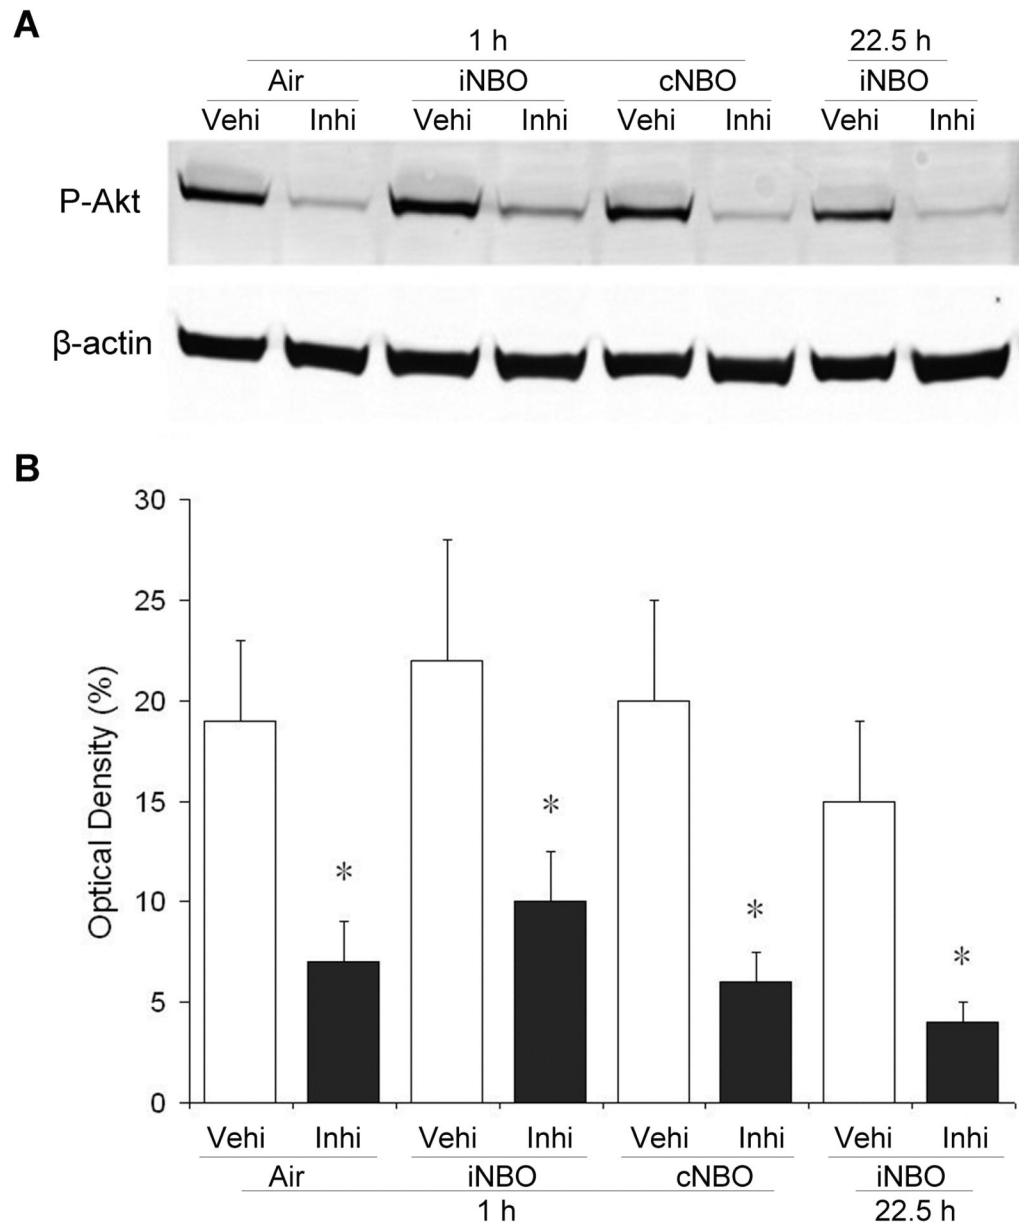 A
1 h 22.5 h
Air iNBO cNBO iNBO
Vehi Inhi Vehi Inhi Vehi Inhi Vehi Inhi
P-Akt
β-actin
B
30
25
20
15
10
5
0
Optical Density (%)
*
*
*
*
Vehi Inhi Vehi Inhi Vehi Inhi Vehi Inhi
Air iNBO cNBO iNBO
1 h 22.5 h